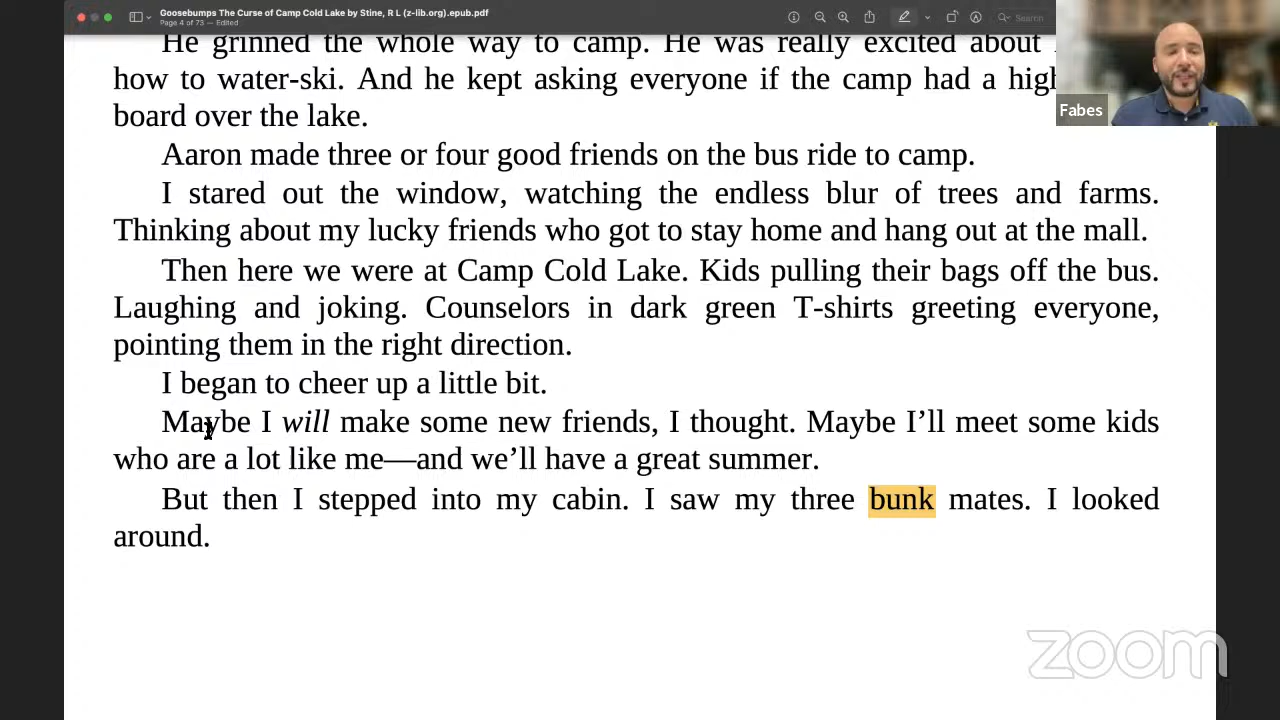 Goosebumps The Curse of Camp Cold Lake by Stine, R L (z-lib.org).epub.pdf
Page 4 of 73 — Edited
Search
He grinned the whole way to camp. He was really excited about
how to water-ski. And he kept asking everyone if the camp had a high
board over the lake.
Aaron made three or four good friends on the bus ride to camp.
I stared out the window, watching the endless blur of trees and farms.
Thinking about my lucky friends who got to stay home and hang out at the mall.
Then here we were at Camp Cold Lake. Kids pulling their bags off the bus.
Laughing and joking. Counselors in dark green T-shirts greeting everyone,
pointing them in the right direction.
I began to cheer up a little bit.
Maybe I will make some new friends, I thought. Maybe I’ll meet some kids
who are a lot like me—and we’ll have a great summer.
But then I stepped into my cabin. I saw my three bunk mates. I looked
around.
Fabes
zoom